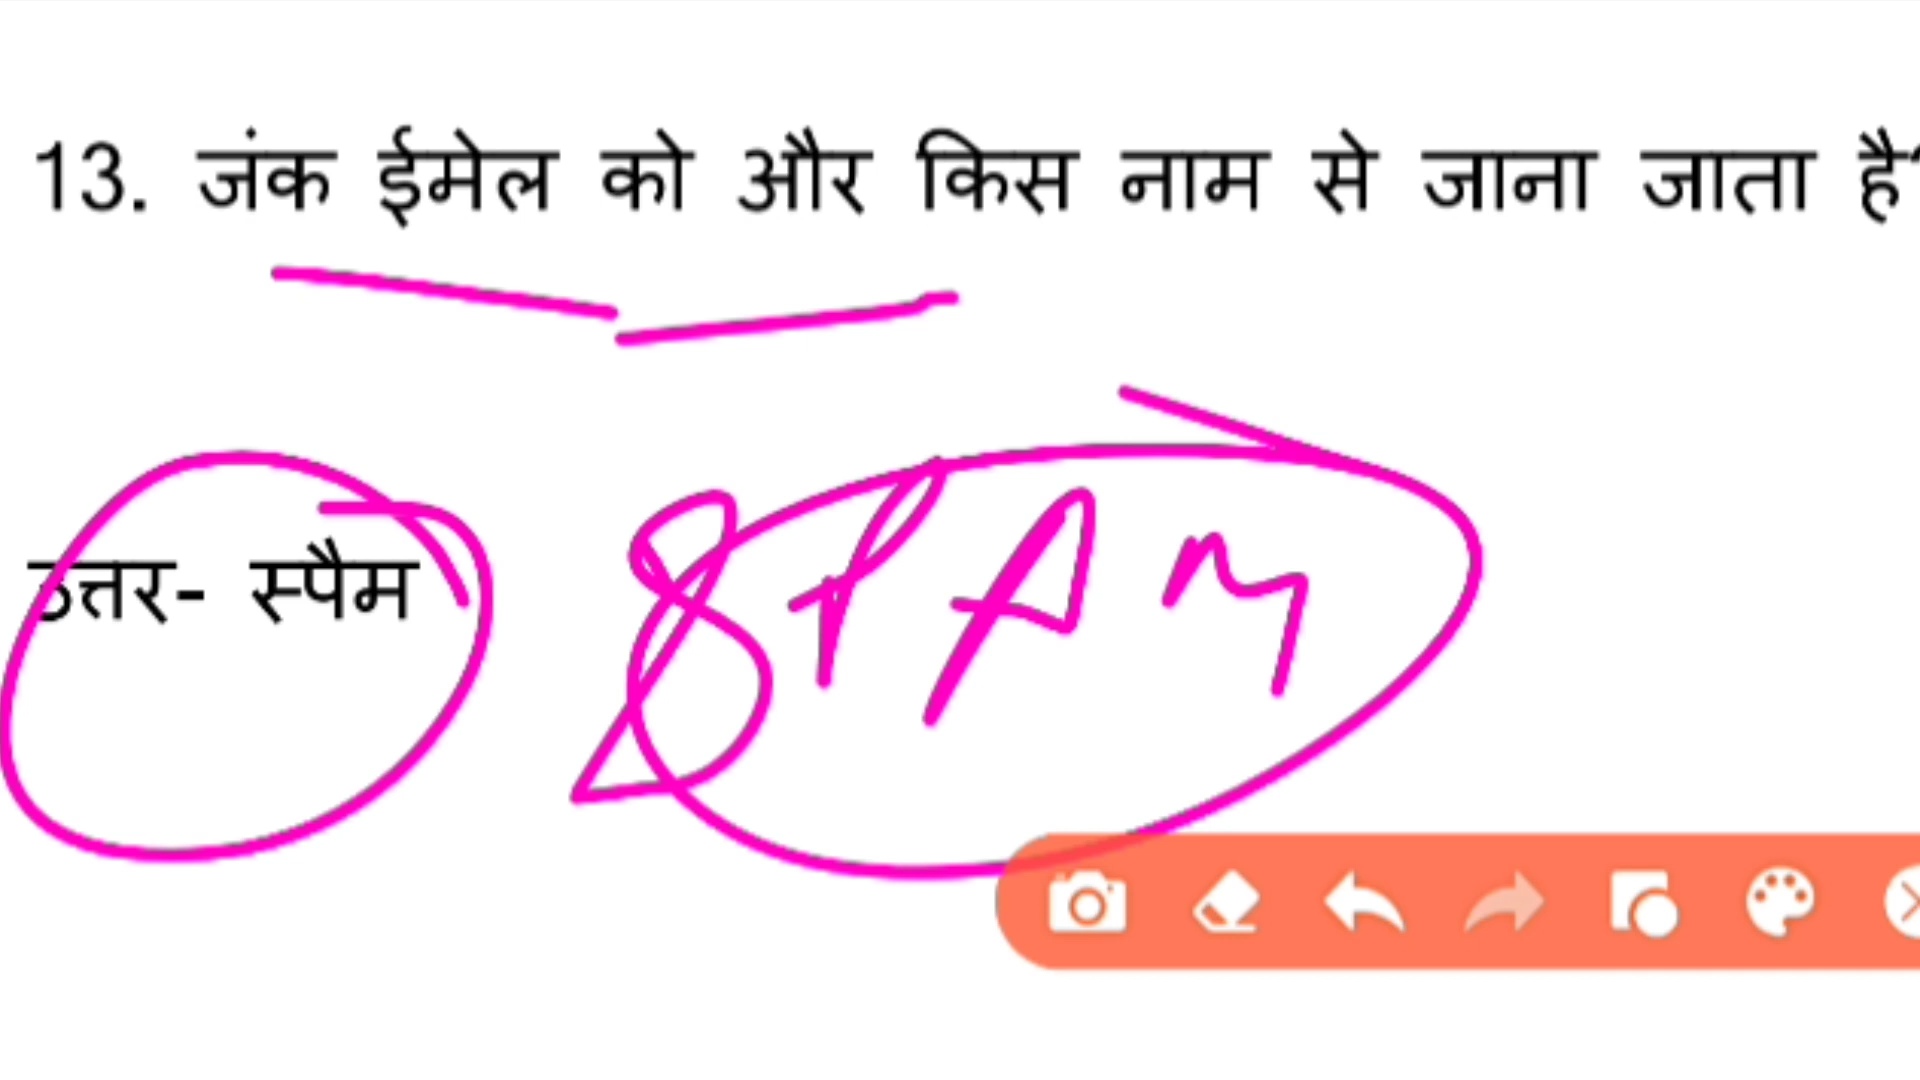 13. जंक ईमेल को और किस नाम से जाना जाता है?
उत्तर- स्पैम SPAM